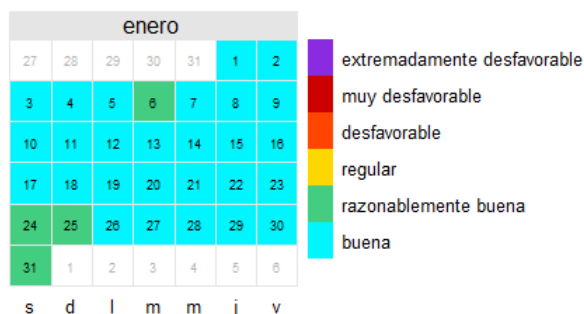 enero
27 28 29 30 31 1 2
3 4 5 6 7 8 9
10 11 12 13 14 15 16
17 18 19 20 21 22 23
24 25 26 27 28 29 30
31 1 2 3 4 5 6
s d l m m j v
extremadamente desfavorable
muy desfavorable
desfavorable
regular
razonablemente buena
buena